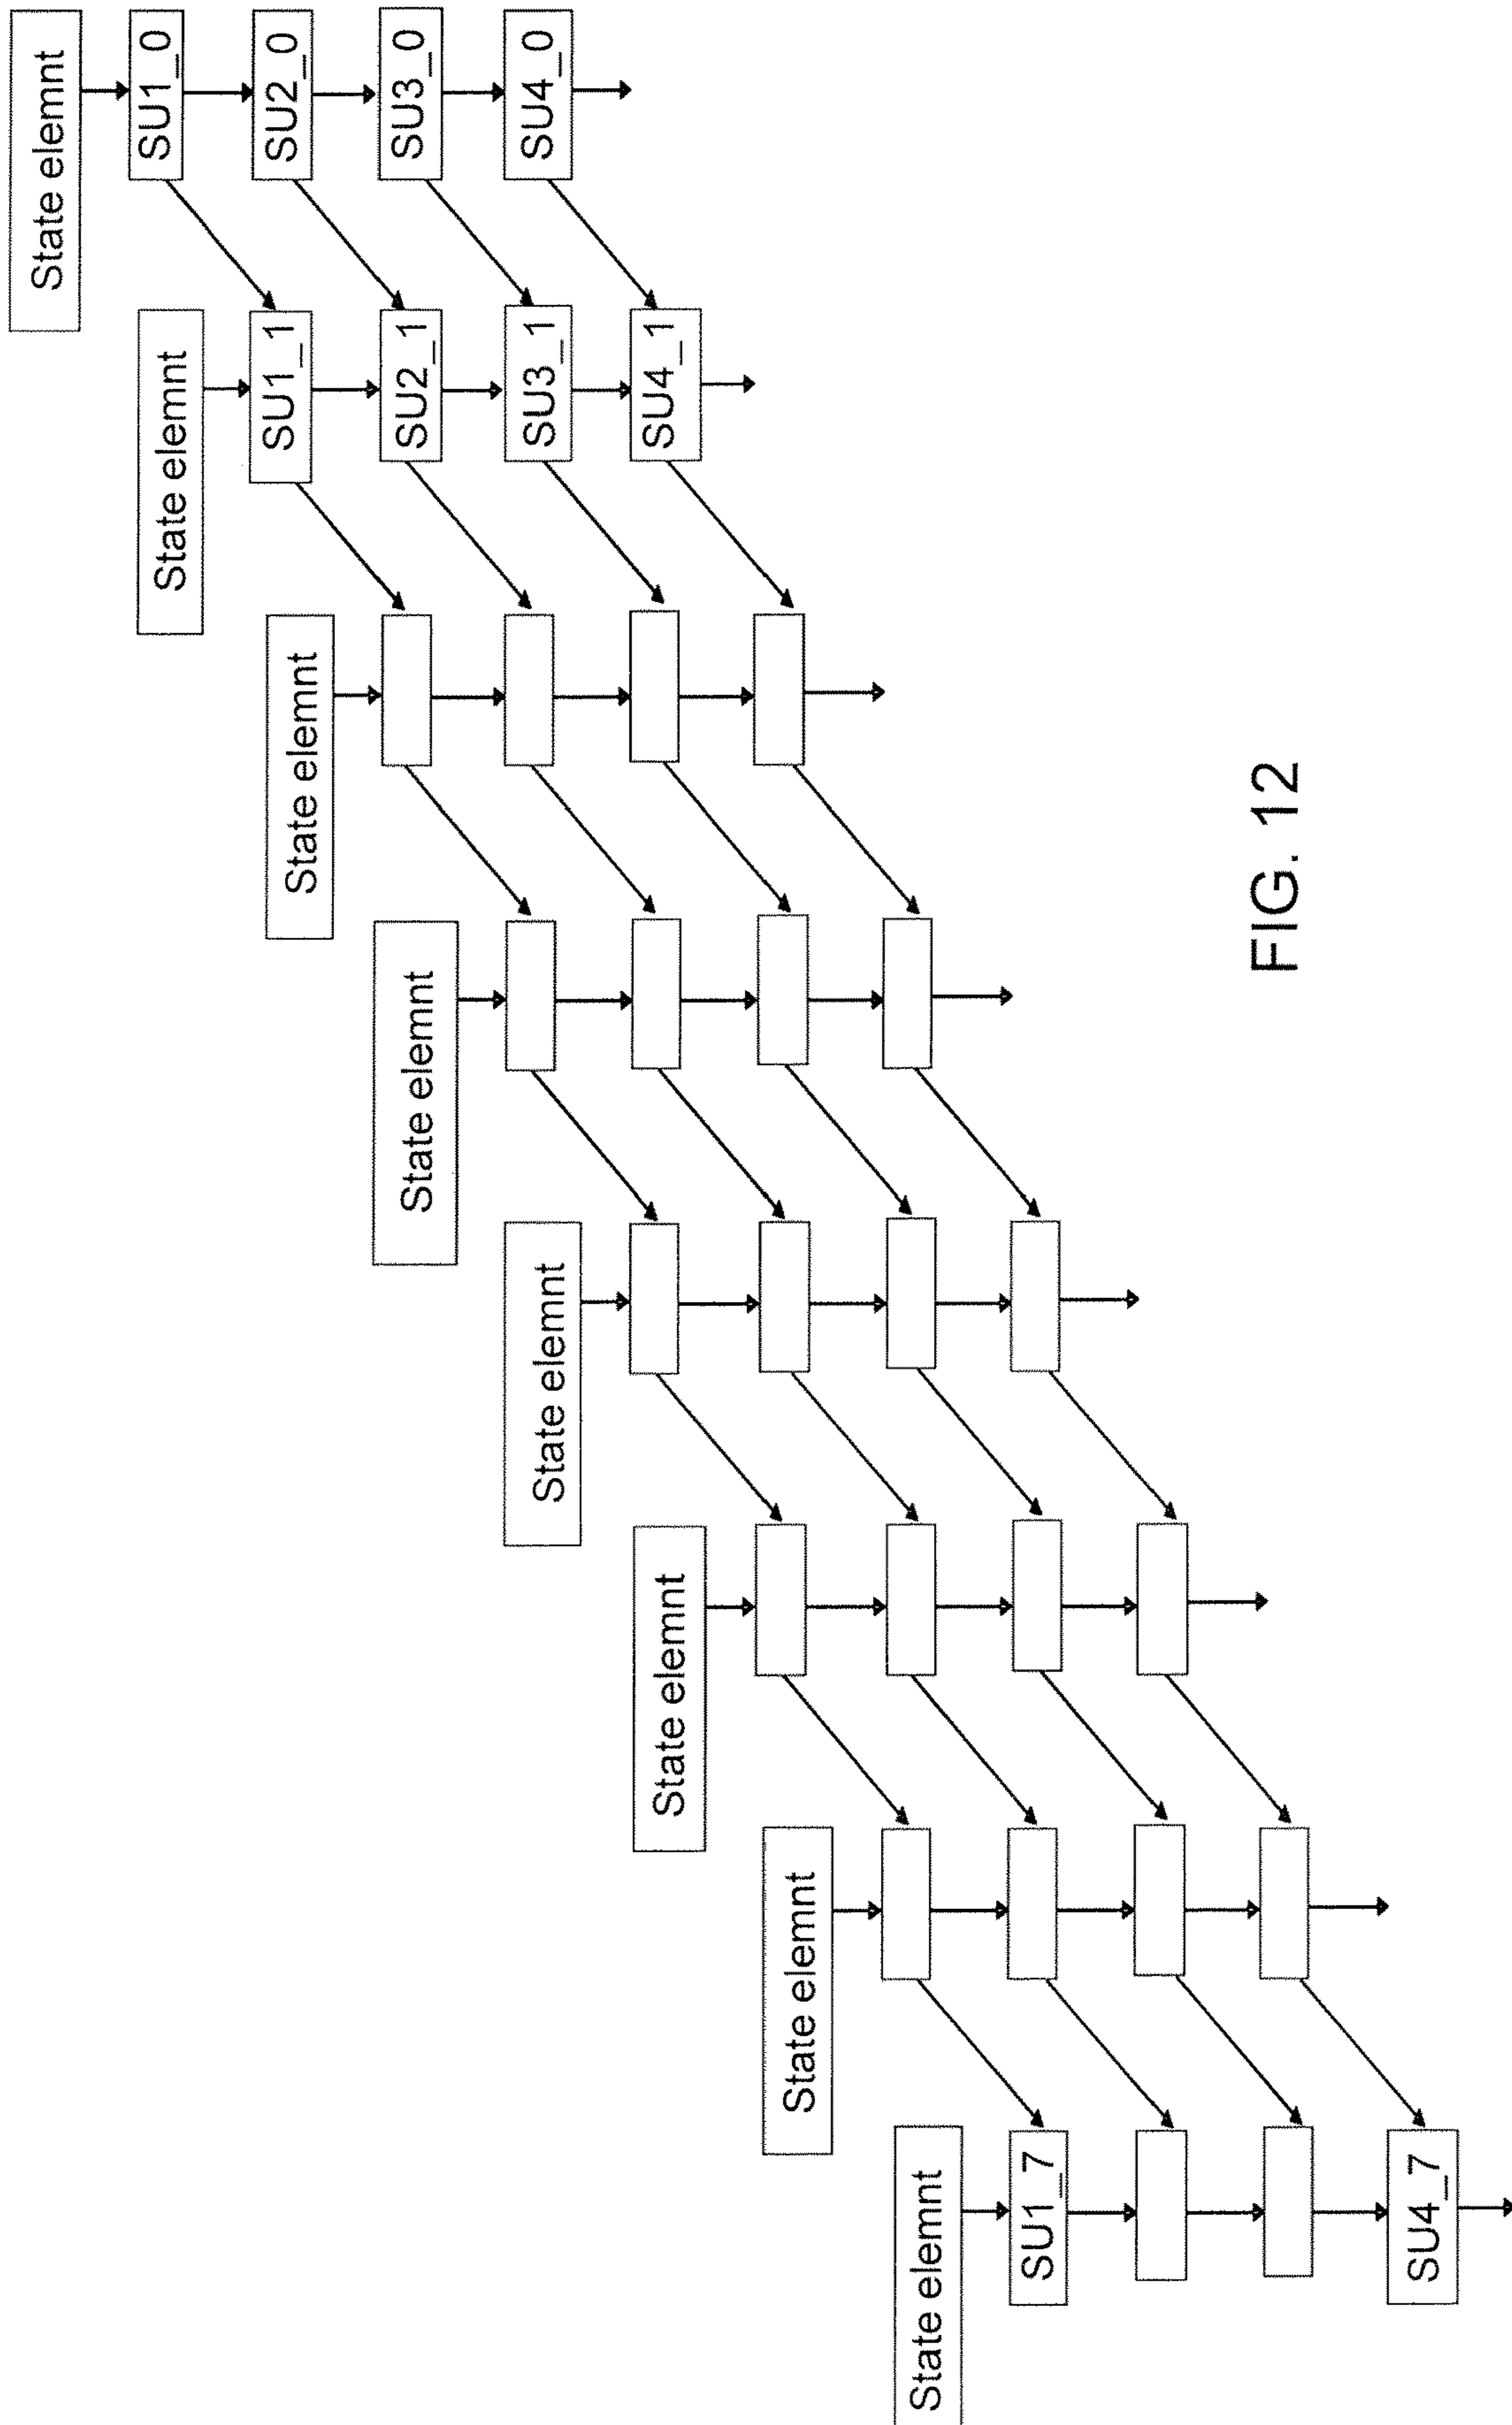 State elemnt
SU1_0
SU2_0
SU3_0
SU4_0
State elemnt
SU1_1
SU2_1
SU3_1
SU4_1
State elemnt
State elemnt
State elemnt
State elemnt
State elemnt
State elemnt
SU1_7
SU4_7
FIG. 12